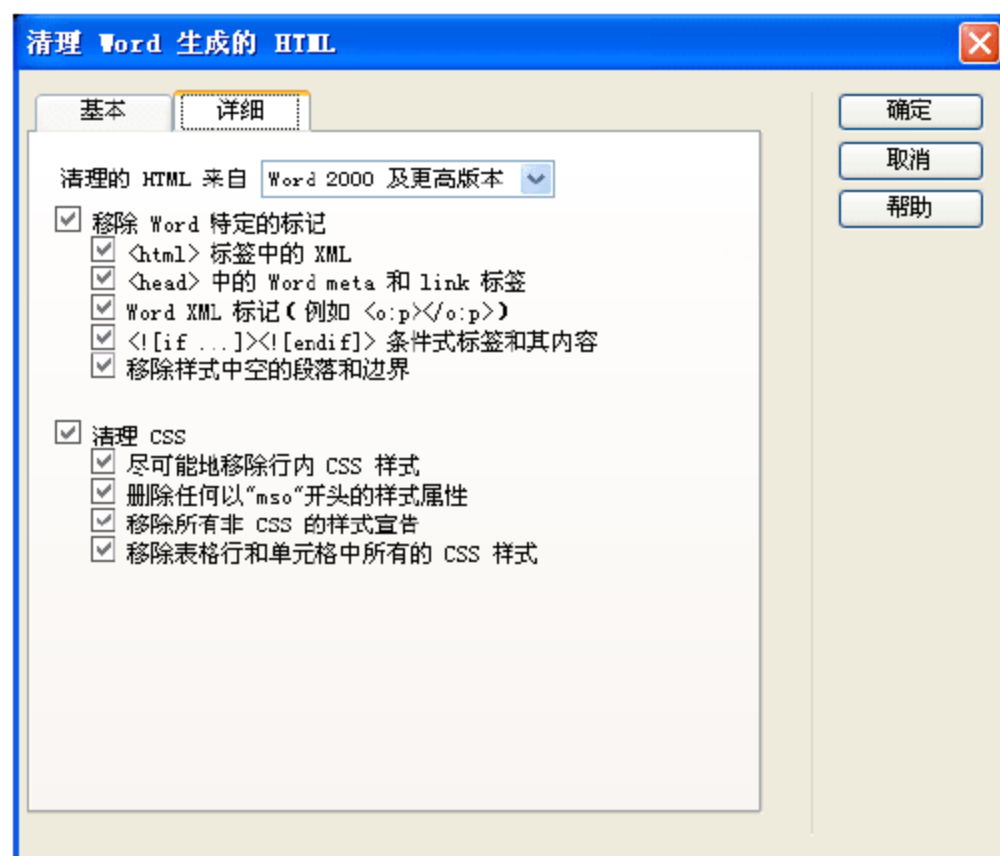 清理 Word 生成的 HTML
基本
详细
确定
取消
帮助
清理的 HTML 来自 Word 2000 及更高版本
移除 Word 特定的标记
<html> 标签中的 XML
<head> 中的 Word meta 和 link 标签
Word XML 标记(例如 <o:p></o:p>)
<![if ...]><![endif]> 条件式标签和其内容
移除样式中空的段落和边界
清理 CSS
尽可能地移除行内 CSS 样式
删除任何以"mso"开头的样式属性
移除所有非 CSS 的样式宣告
移除表格行和单元格中所有的 CSS 样式